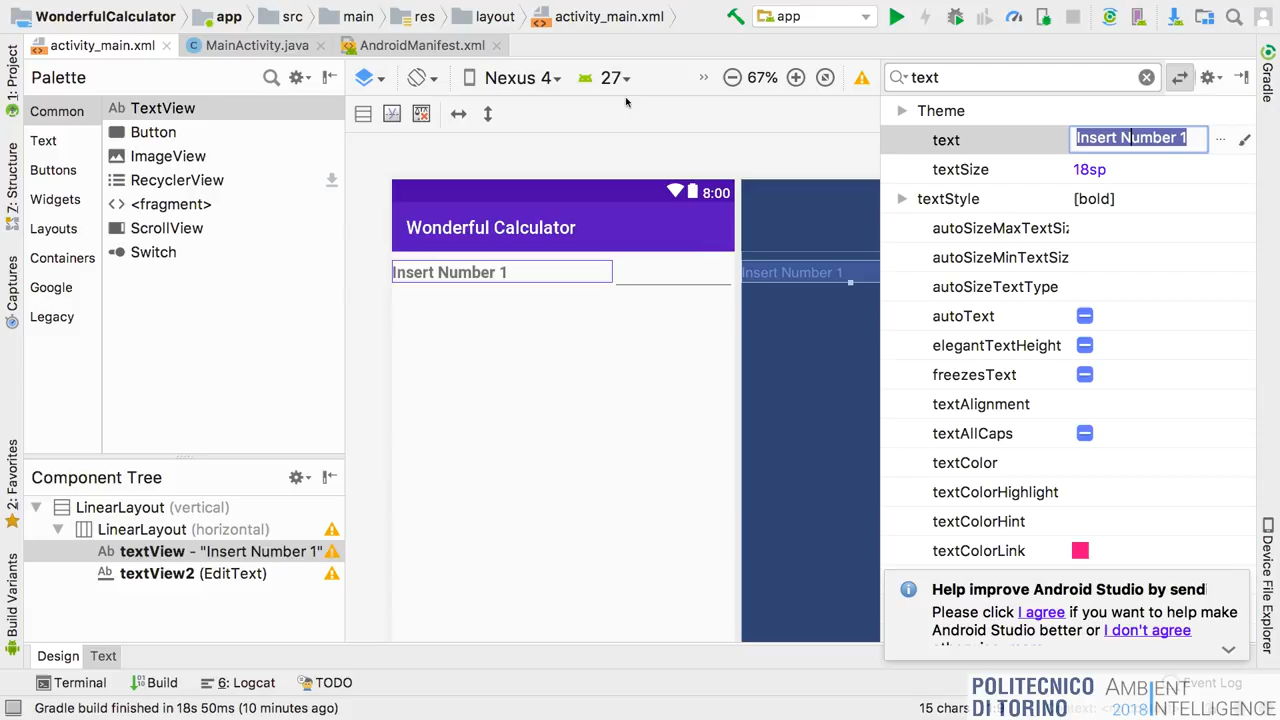 WonderfulCalculator app src main res layout activity_main.xml app
activity_main.xml MainActivity.java AndroidManifest.xml
1: Project
Z: Structure
Captures
2: Favorites
Build Variants
Palette
Common
Text
Buttons
Widgets
Layouts
Containers
Google
Legacy
Ab TextView
Button
ImageView
RecyclerView
<> <fragment>
ScrollView
Switch
Component Tree
LinearLayout (vertical)
LinearLayout (horizontal)
Ab textView - "Insert Number 1"
Ab textView2 (EditText)
Nexus 4 27 » 67%
8:00
Wonderful Calculator
Insert Number 1
Insert Number 1
text
Theme
text Insert Number 1 ...
textSize 18sp
textStyle [bold]
autoSizeMaxTextSiz
autoSizeMinTextSiz
autoSizeTextType
autoText
elegantTextHeight
freezesText
textAlignment
textAllCaps
textColor
textColorHighlight
textColorHint
textColorLink
Help improve Android Studio by send
Please click I agree if you want to help make
Android Studio better or I don't agree
Gradle
Device File Explorer
Design Text
Terminal Build 6: Logcat TODO Event Log
Gradle build finished in 18s 50ms (10 minutes ago) 15 chars
POLITECNICO
DI TORINO
AMBIENT
2018 INTELLIGENCE